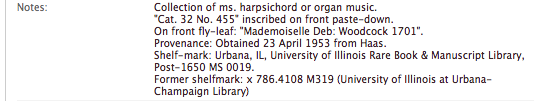 Notes:
Collection of ms. harpsichord or organ music.
"Cat. 32 No. 455" inscribed on front paste-down.
On front fly-leaf: "Mademoiselle Deb: Woodcock 1701".
Provenance: Obtained 23 April 1953 from Haas.
Shelf-mark: Urbana, IL, University of Illinois Rare Book & Manuscript Library,
Post-1650 MS 0019.
Former shelfmark: x 786.4108 M319 (University of Illinois at Urbana-
Champaign Library)